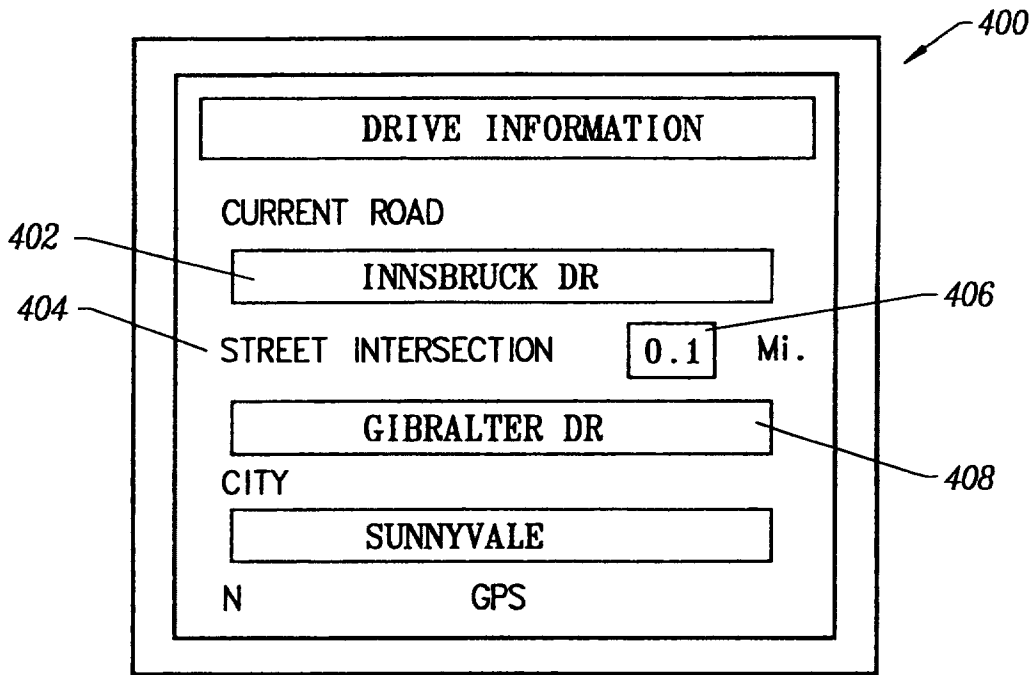 400
DRIVE INFORMATION
CURRENT ROAD
402
INNSBRUCK DR
404
STREET INTERSECTION 0.1 Mi.
406
GIBRALTER DR
408
CITY
SUNNYVALE
N GPS